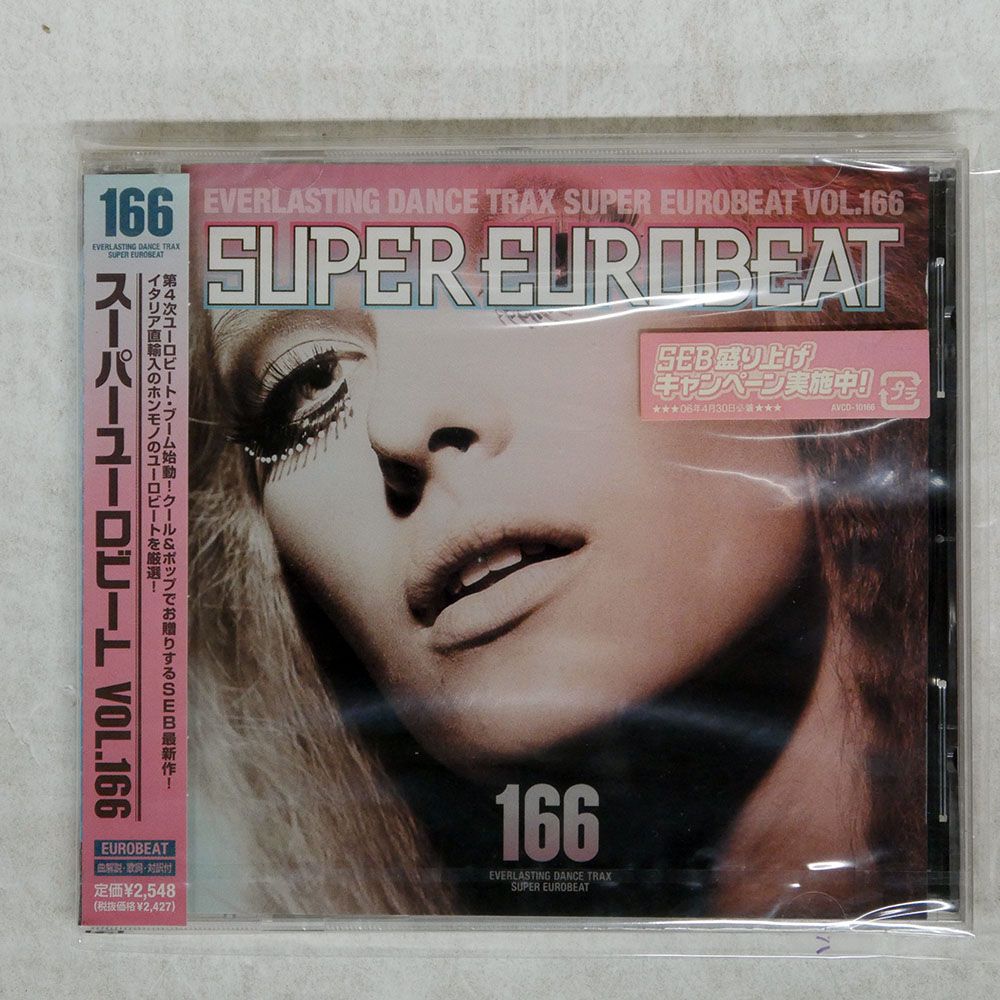 166
EVERLASTING DANCE TRAX
SUPER EUROBEAT
第4次ユーロビート・ブーム始動!クール&ポップでお贈りするSEB最新作!
イタリア直輸入のホンモノのユーロビートを厳選!
スーパーユーロビート VOL.166
EUROBEAT
曲解説・歌詞・対訳付
定価¥2,548
(税抜価格¥2,427)
EVERLASTING DANCE TRAX SUPER EUROBEAT VOL.166
SUPER EUROBEAT
SEB盛り上げ
キャンペーン実施中!
★★★06年4月30日必着★★★
AVCD-10166
プラ
166
EVERLASTING DANCE TRAX
SUPER EUROBEAT